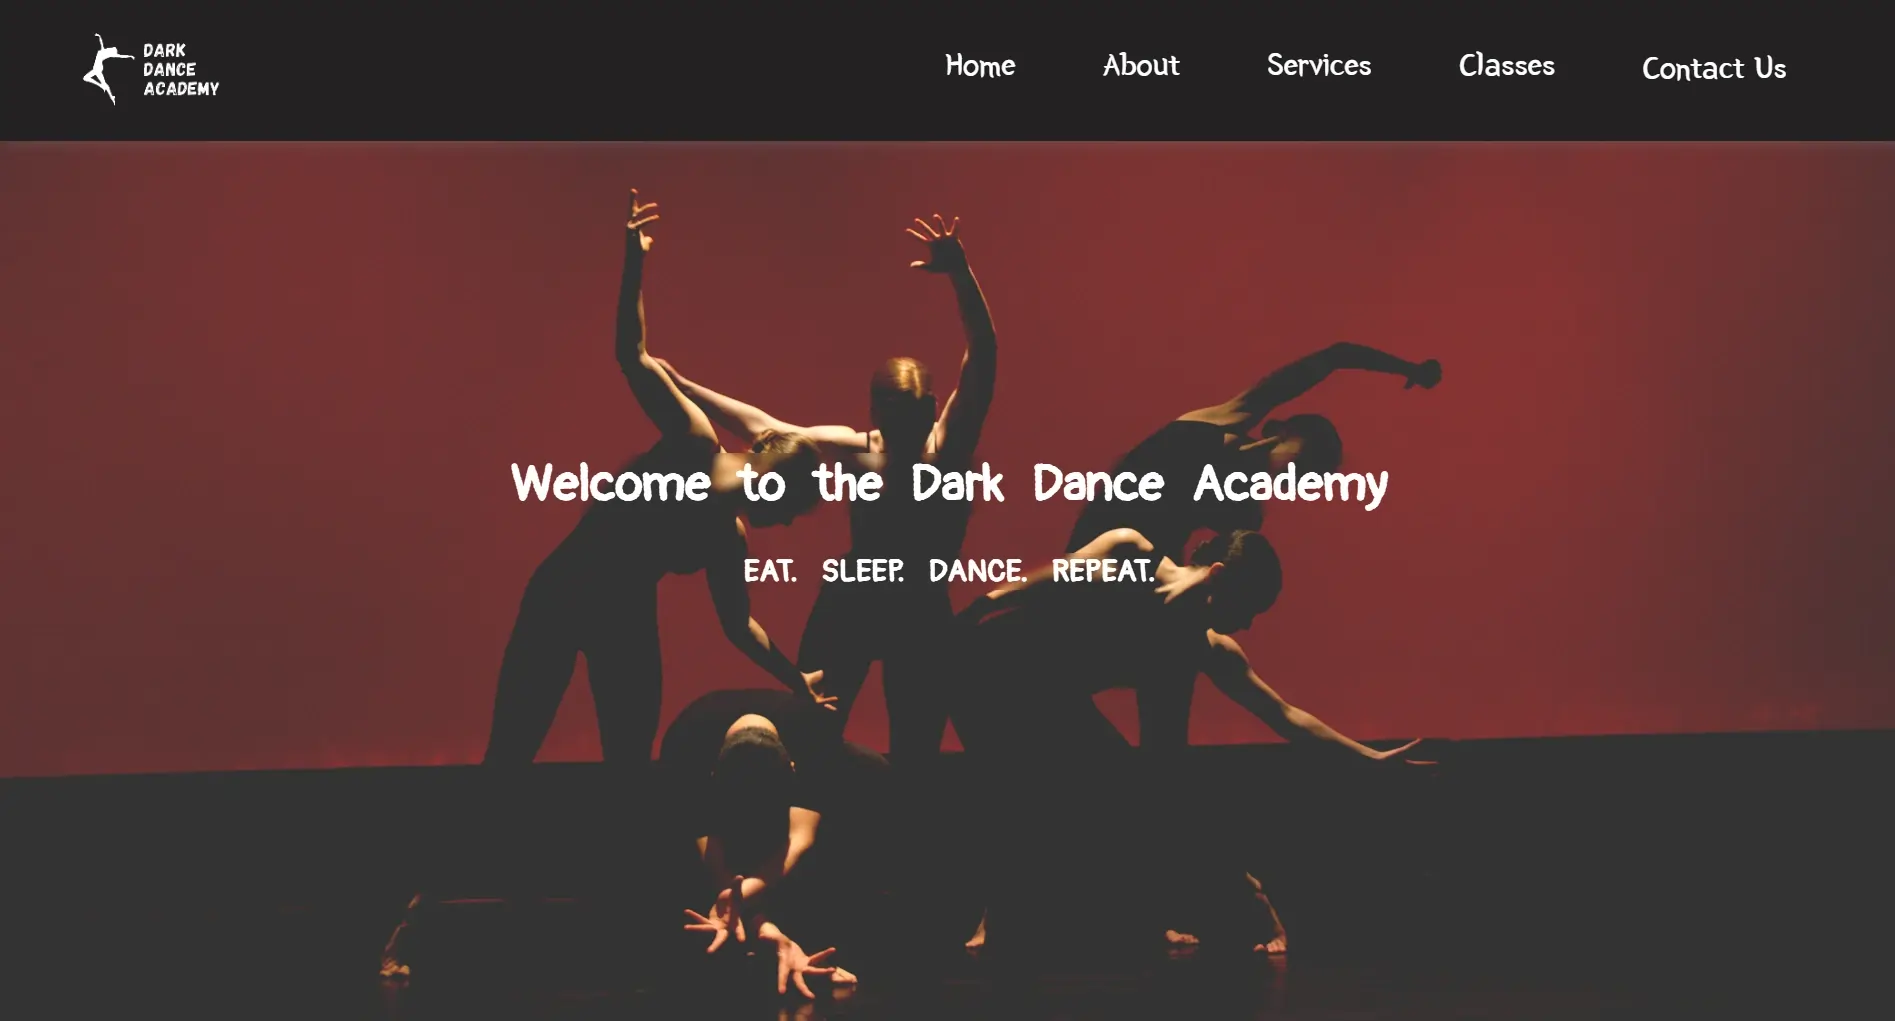 DARK
DANCE
ACADEMY
Home About Services Classes Contact Us
Welcome to the Dark Dance Academy
EAT. SLEEP. DANCE. REPEAT.